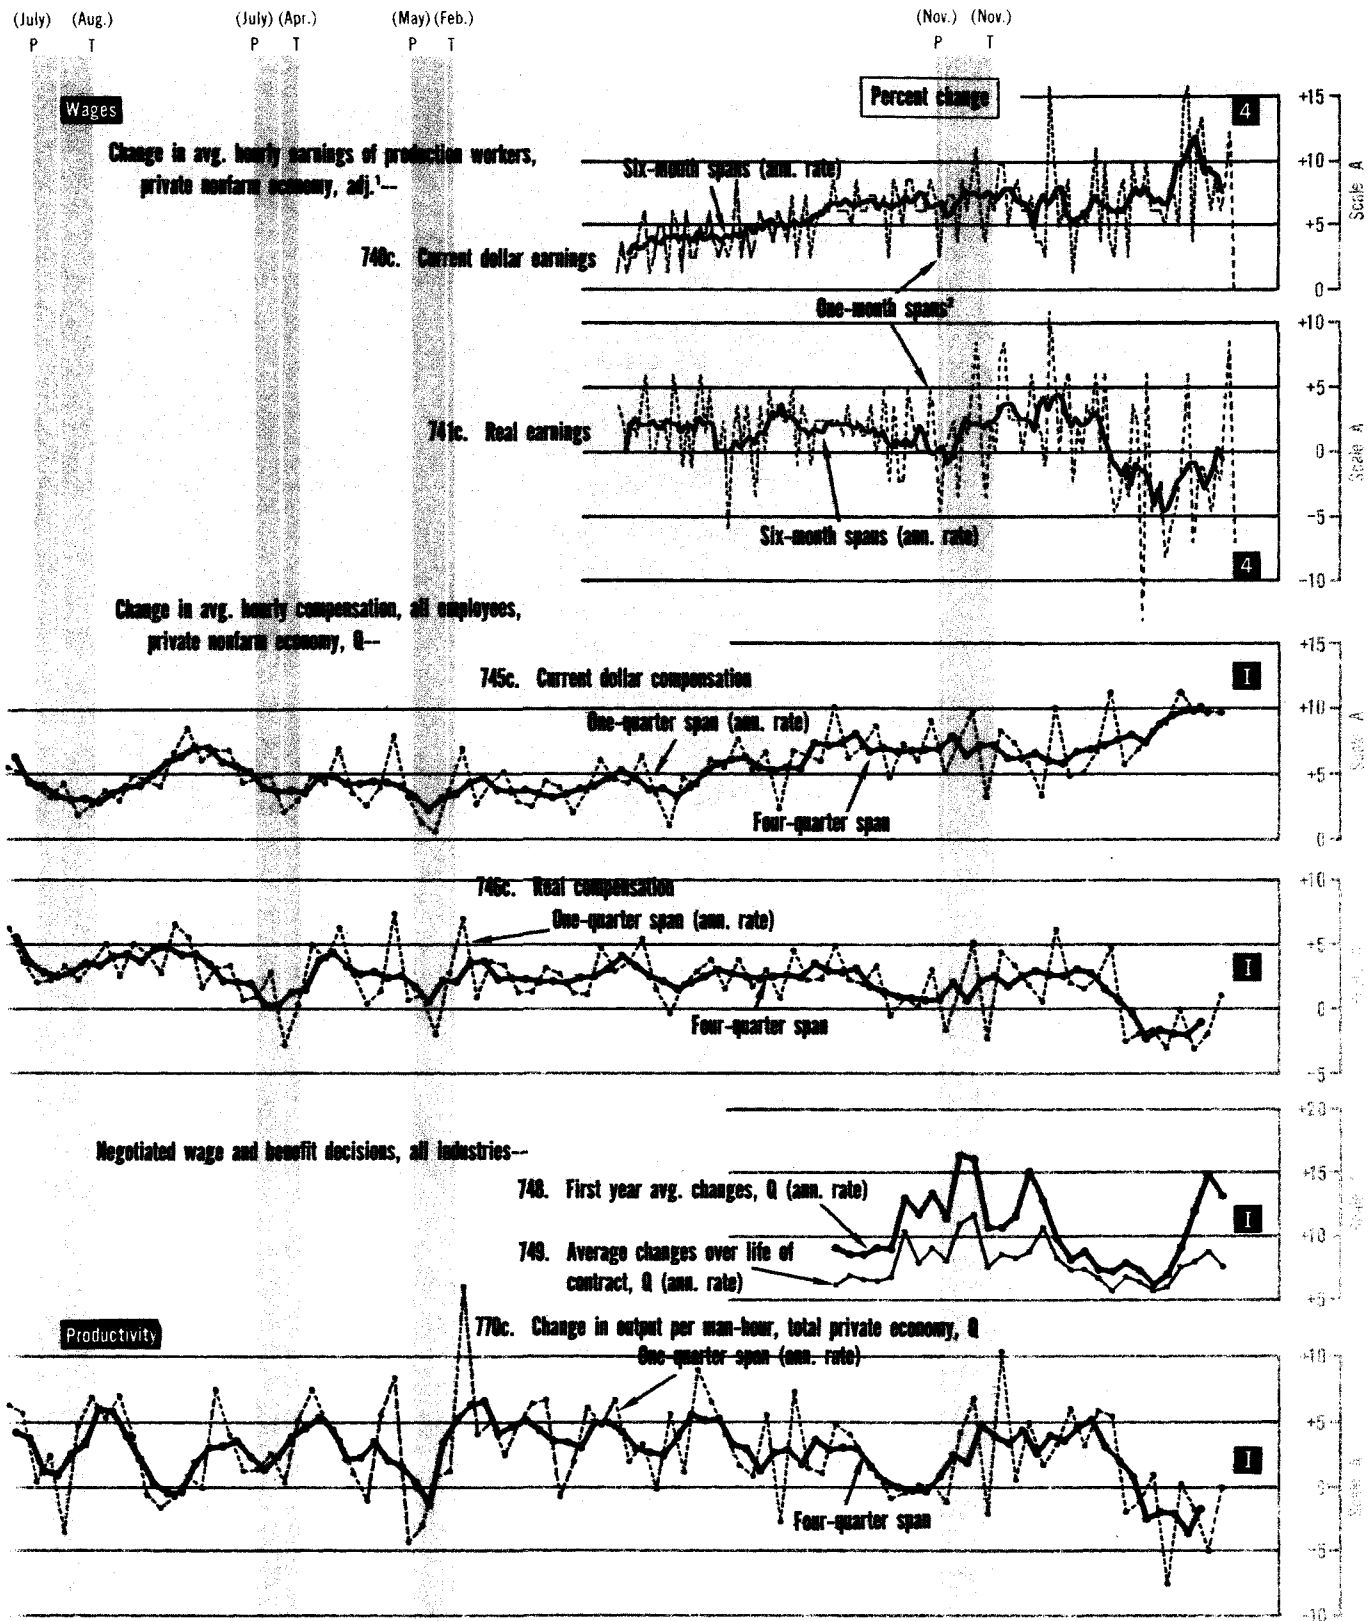 (July) (Aug.) (July) (Apr.) (May) (Feb.) (Nov.) (Nov.)
P T P T P T P T
Wages
Percent change
Change in avg. hourly earnings of production workers,
private nonfarm economy, adj.¹--
Six-month spans (ann. rate)
740c. Current dollar earnings
4
+15
+10
+5
0
Scale A
One-month spans²
741c. Real earnings
Six-month spans (ann. rate)
4
+10
+5
0
-5
-10
Scale A
Change in avg. hourly compensation, all employees,
private nonfarm economy, Q--
745c. Current dollar compensation
One-quarter span (ann. rate)
Four-quarter span
I
+15
+10
+5
0
Scale A
746c. Real compensation
One-quarter span (ann. rate)
Four-quarter span
I
+10
+5
0
-5
Negotiated wage and benefit decisions, all industries--
748. First year avg. changes, Q (ann. rate)
749. Average changes over life of
contract, Q (ann. rate)
I
+20
+15
+10
+5
Productivity
770c. Change in output per man-hour, total private economy, Q
One-quarter span (ann. rate)
Four-quarter span
I
+10
+5
0
-5
-10
Scale A